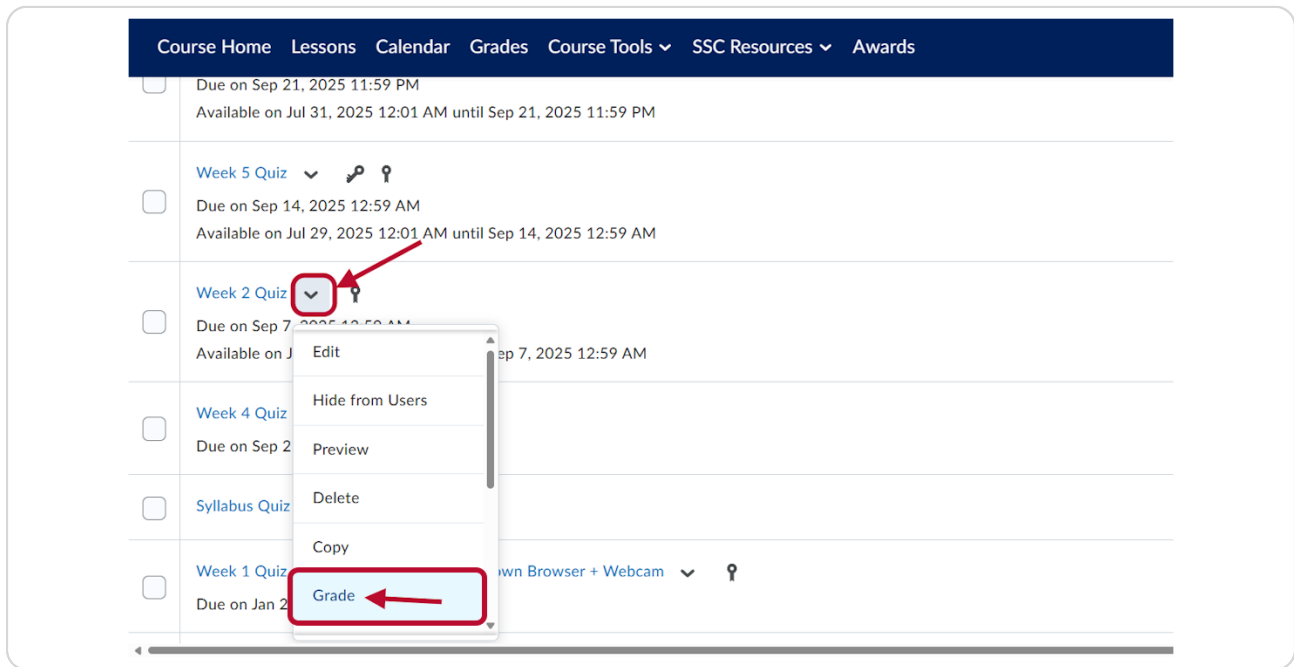 Course Home Lessons Calendar Grades Course Tools SSC Resources Awards
Due on Sep 21, 2025 11:59 PM
Available on Jul 31, 2025 12:01 AM until Sep 21, 2025 11:59 PM
Week 5 Quiz
Due on Sep 14, 2025 12:59 AM
Available on Jul 29, 2025 12:01 AM until Sep 14, 2025 12:59 AM
Week 2 Quiz
Due on Sep 7, 2025 12:59 AM
Available on J ep 7, 2025 12:59 AM
Edit
Hide from Users
Preview
Delete
Copy
Grade
Week 4 Quiz
Due on Sep 2
Syllabus Quiz
Week 1 Quiz own Browser + Webcam
Due on Jan 2